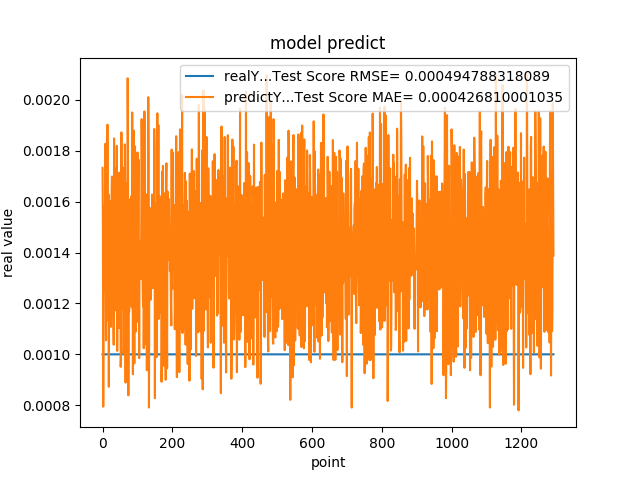 model predict
realY...Test Score RMSE= 0.000494788318089
predictY...Test Score MAE= 0.000426810001035
real value
0.0020
0.0018
0.0016
0.0014
0.0012
0.0010
0.0008
0 200 400 600 800 1000 1200
point